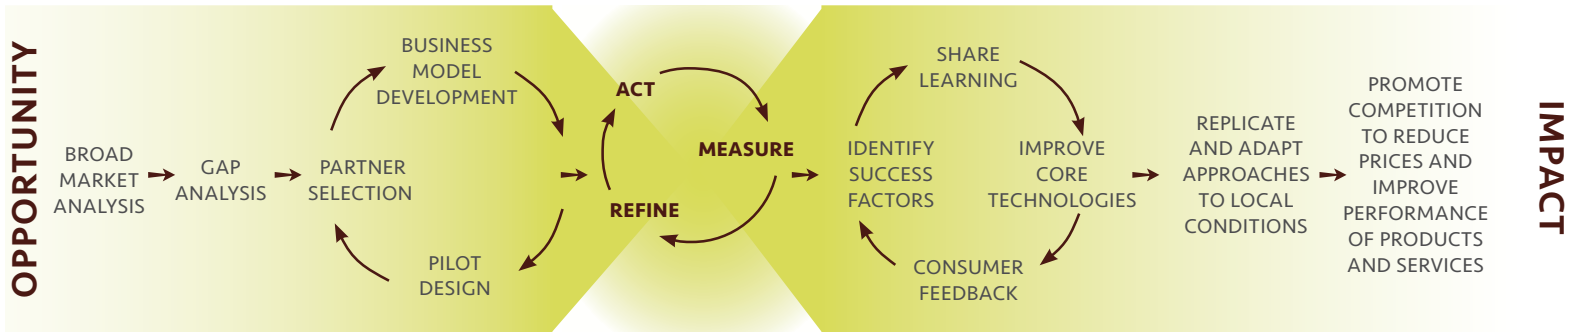 OPPORTUNITY
BROAD
MARKET
ANALYSIS
GAP
ANALYSIS
PARTNER
SELECTION
BUSINESS
MODEL
DEVELOPMENT
PILOT
DESIGN
ACT
MEASURE
REFINE
IDENTIFY
SUCCESS
FACTORS
SHARE
LEARNING
IMPROVE
CORE
TECHNOLOGIES
CONSUMER
FEEDBACK
REPLICATE
AND ADAPT
APPROACHES
TO LOCAL
CONDITIONS
PROMOTE
COMPETITION
TO REDUCE
PRICES AND
IMPROVE
PERFORMANCE
OF PRODUCTS
AND SERVICES
IMPACT